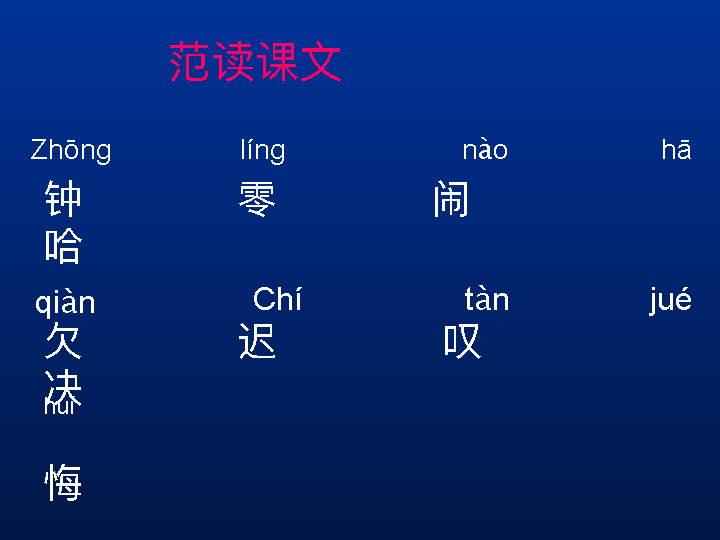 范读课文
Zhōng líng nào hā
钟 零 闹
哈
qiàn Chí tàn jué
欠 迟 叹
决
huǐ
悔